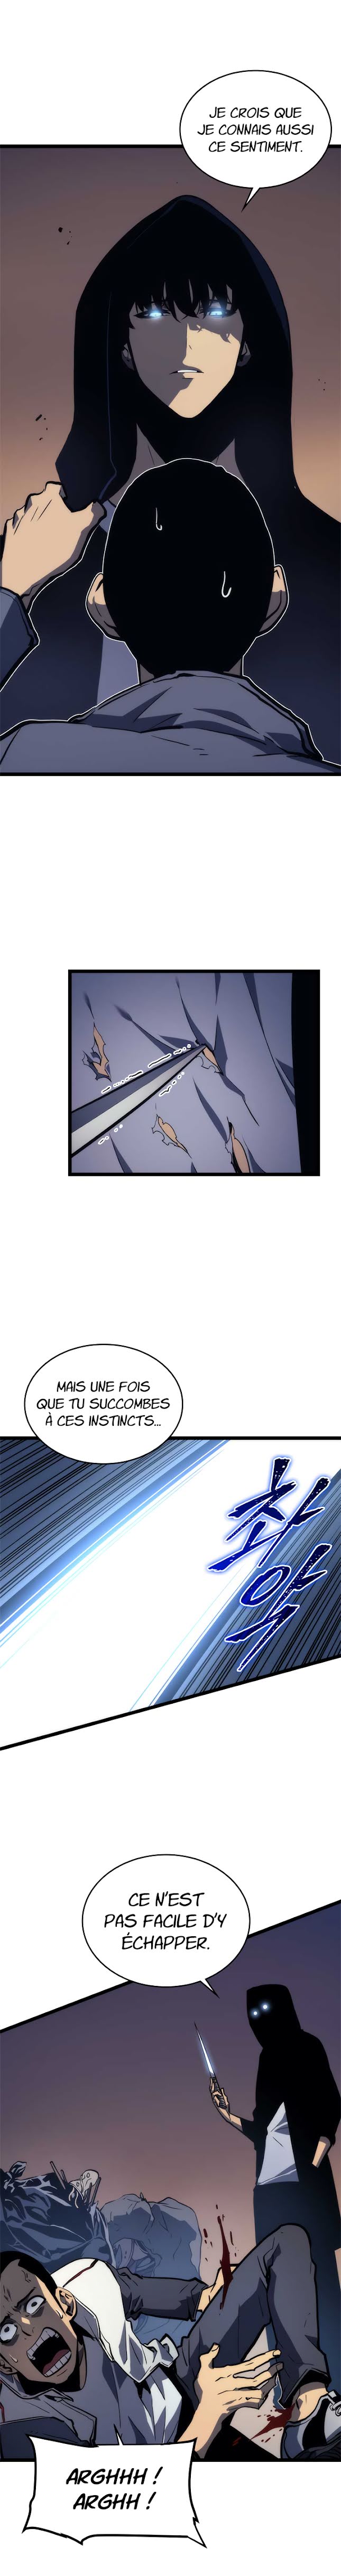 JE CROIS QUE
JE CONNAIS AUSSI
CE SENTIMENT.
MAIS UNE FOIS
QUE TU SUCCOMBES
À CES INSTINCTS...
촤
악
CE N'EST
PAS FACILE D'Y
ÉCHAPPER.
ARGHHH !
ARGHH !